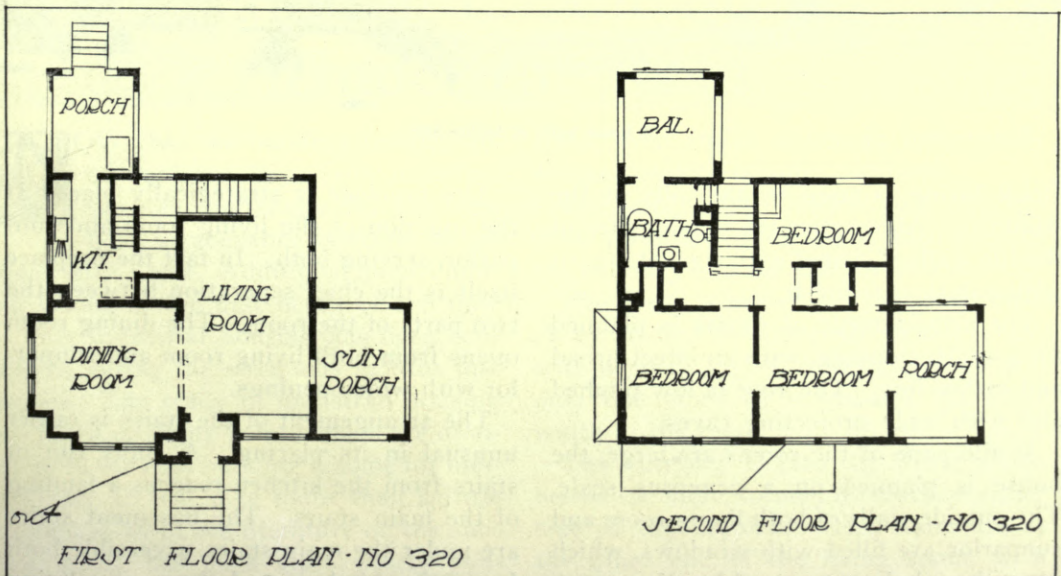 PORCH
KIT.
LIVING
ROOM
DINING
ROOM
SUN
PORCH
A
FIRST FLOOR PLAN · NO 320
BAL.
BATH
BEDROOM
BEDROOM
BEDROOM
PORCH
SECOND FLOOR PLAN · NO 320